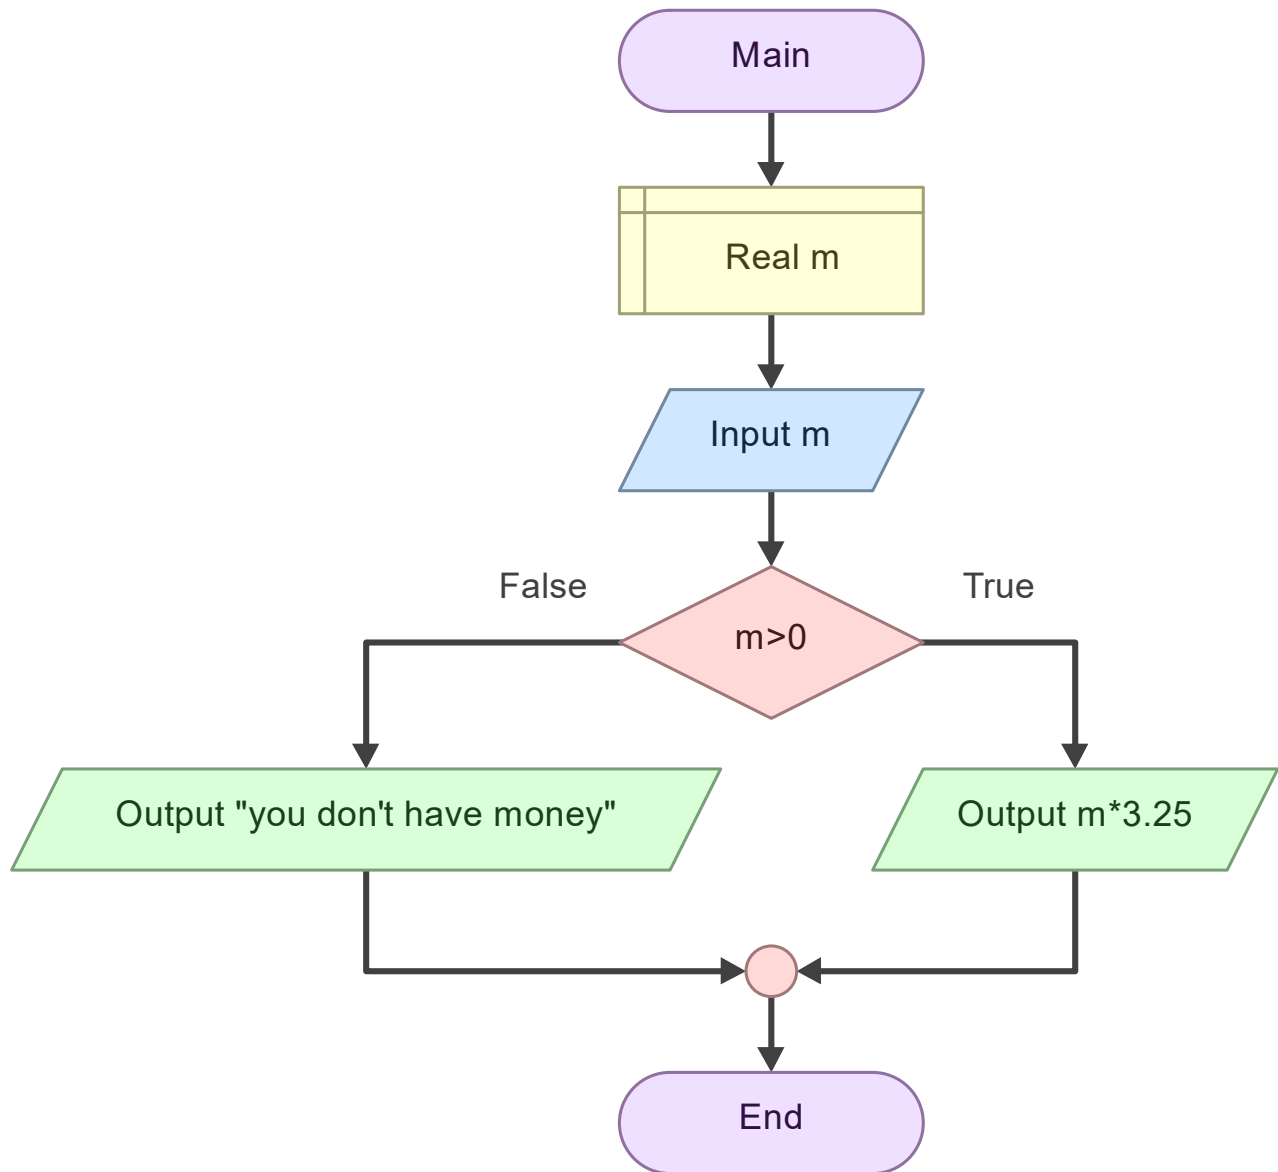 Main
Real m
Input m
False
True
m>0
Output "you don't have money"
Output m*3.25
End